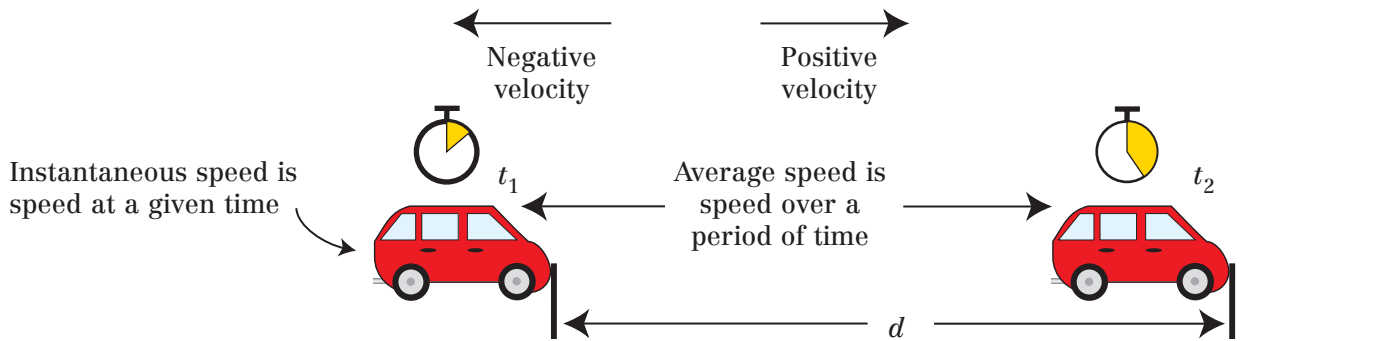 Negative
velocity
Positive
velocity
Instantaneous speed is
speed at a given time
t1
Average speed is
speed over a
period of time
t2
d